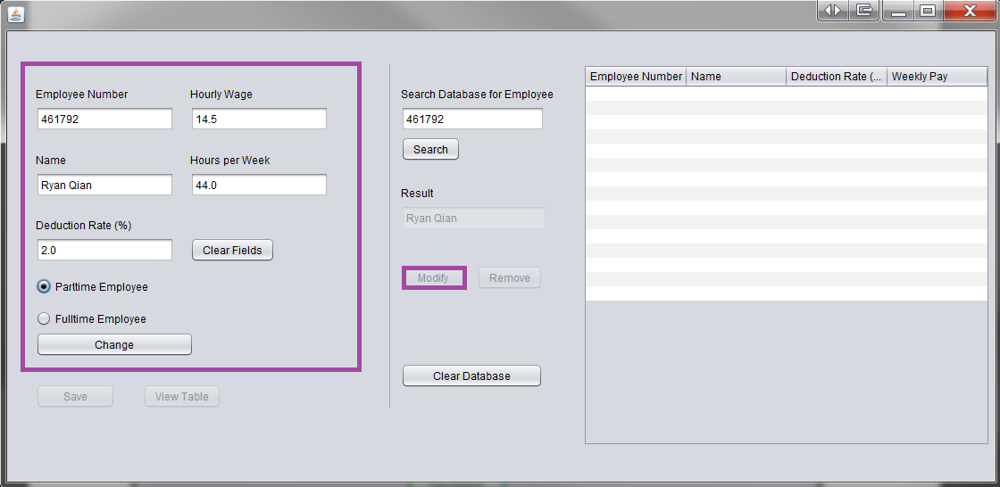 Employee Number
Hourly Wage
461792
14.5
Name
Hours per Week
Ryan Qian
44.0
Deduction Rate (%)
2.0
Clear Fields
Parttime Employee
Fulltime Employee
Change
Save
View Table
Search Database for Employee
461792
Search
Result
Ryan Qian
Modify
Remove
Clear Database
Employee Number
Name
Deduction Rate (...
Weekly Pay